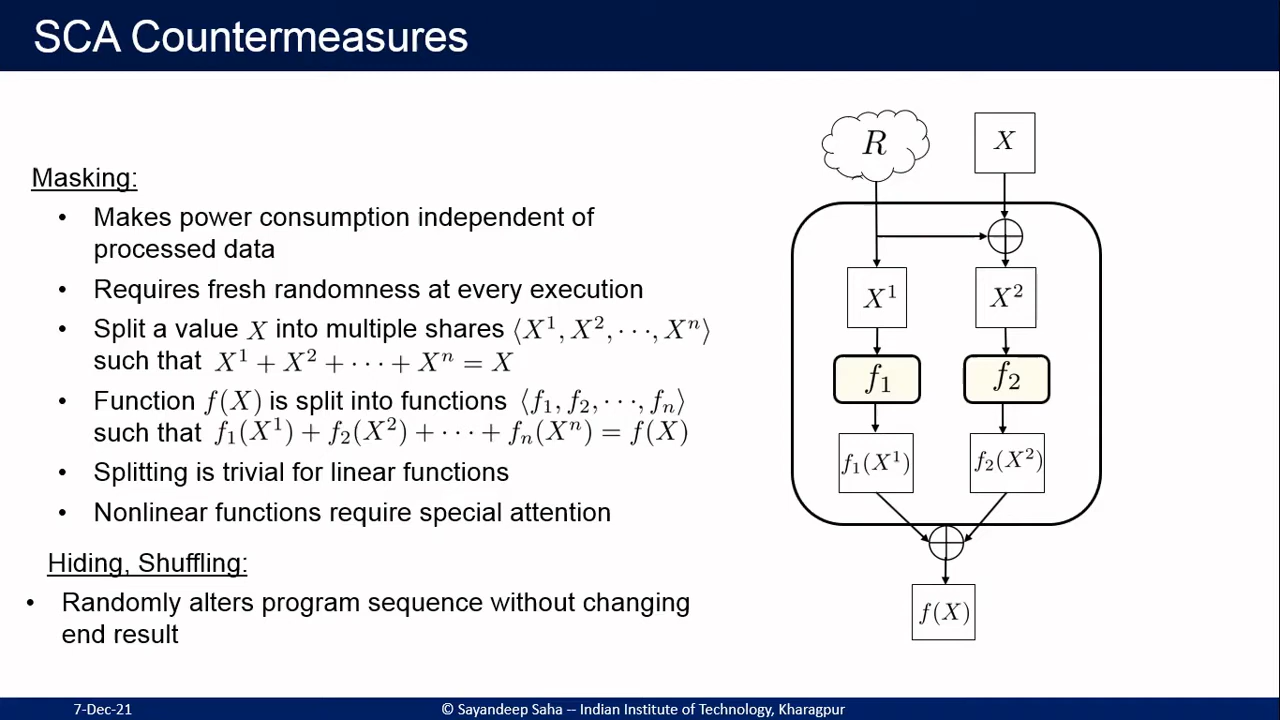 SCA Countermeasures
Masking:
• Makes power consumption independent of
processed data
• Requires fresh randomness at every execution
• Split a value X into multiple shares ⟨X¹, X², ···, Xⁿ⟩
such that X¹ + X² + ··· + Xⁿ = X
• Function f(X) is split into functions ⟨f₁, f₂, ···, fₙ⟩
such that f₁(X¹) + f₂(X²) + ··· + fₙ(Xⁿ) = f(X)
• Splitting is trivial for linear functions
• Nonlinear functions require special attention
Hiding, Shuffling:
• Randomly alters program sequence without changing
end result
R X
X¹ X²
f₁ f₂
f₁(X¹) f₂(X²)
f(X)
7-Dec-21 © Sayandeep Saha -- Indian Institute of Technology, Kharagpur